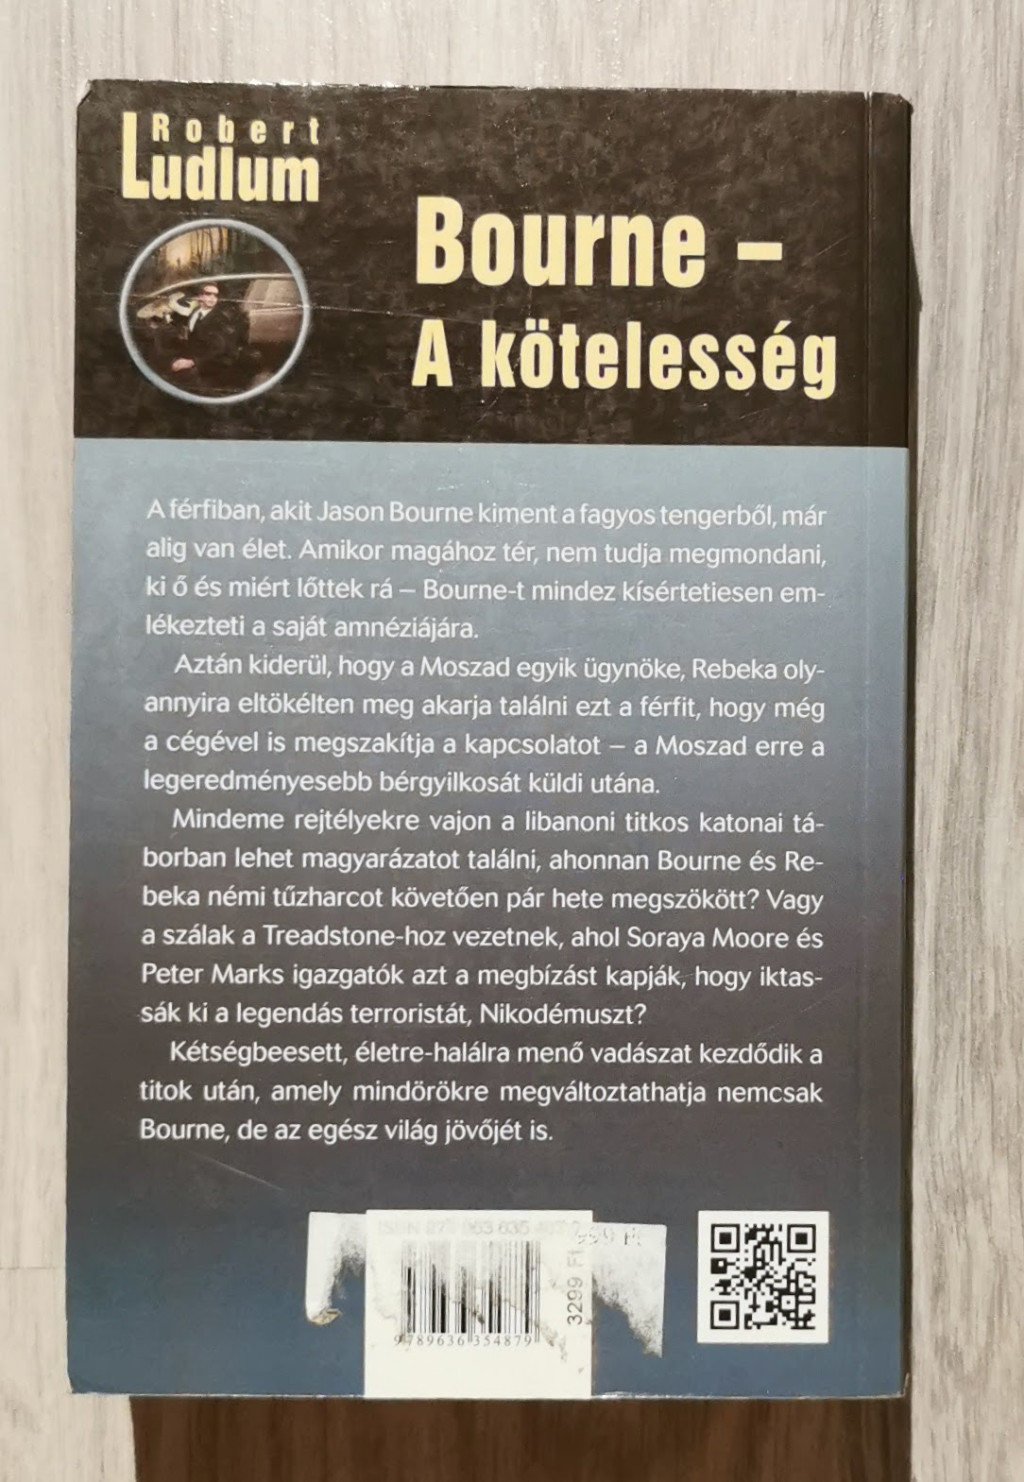 Robert
Ludlum
Bourne –
A kötelesség
A férfiban, akit Jason Bourne kiment a fagyos tengerből, már
alig van élet. Amikor magához tér, nem tudja megmondani,
ki ő és miért lőttek rá – Bourne-t mindez kísértetiesen em-
lékezteti a saját amnéziájára.
Aztán kiderül, hogy a Moszad egyik ügynöke, Rebeka oly-
annyira eltökélten meg akarja találni ezt a férfit, hogy még
a cégével is megszakítja a kapcsolatot – a Moszad erre a
legeredményesebb bérgyilkosát küldi utána.
Mindeme rejtélyekre vajon a libanoni titkos katonai tá-
borban lehet magyarázatot találni, ahonnan Bourne és Re-
beka némi tűzharcot követően pár hete megszökött? Vagy
a szálak a Treadstone-hoz vezetnek, ahol Soraya Moore és
Peter Marks igazgatók azt a megbízást kapják, hogy iktas-
sák ki a legendás terroristát, Nikodémuszt?
Kétségbeesett, életre-halálra menő vadászat kezdődik a
titok után, amely mindörökre megváltoztathatja nemcsak
Bourne, de az egész világ jövőjét is.
ISBN
3299 Ft
9 789636 354879